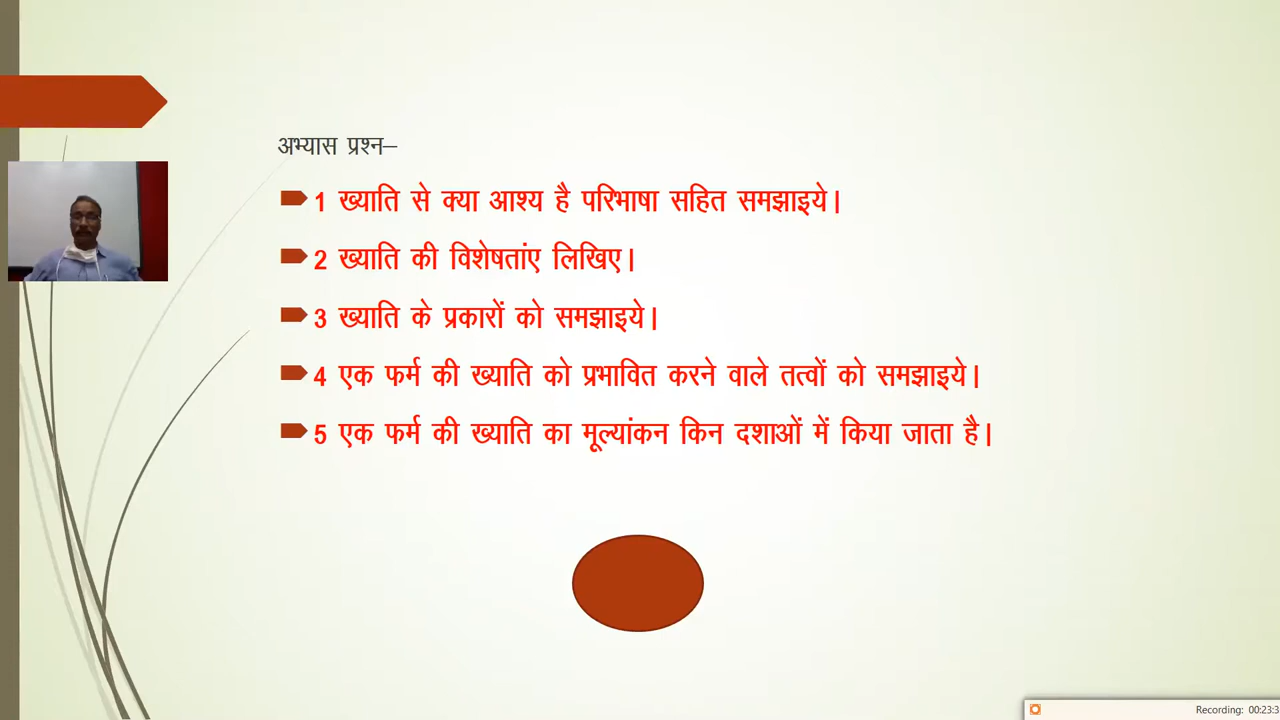 अभ्यास प्रश्न–
1 ख्याति से क्या आश्य है परिभाषा सहित समझाइये।
2 ख्याति की विशेषतांए लिखिए।
3 ख्याति के प्रकारों को समझाइये।
4 एक फर्म की ख्याति को प्रभावित करने वाले तत्वों को समझाइये।
5 एक फर्म की ख्याति का मूल्यांकन किन दशाओं में किया जाता है।
Recording: 00:23:3